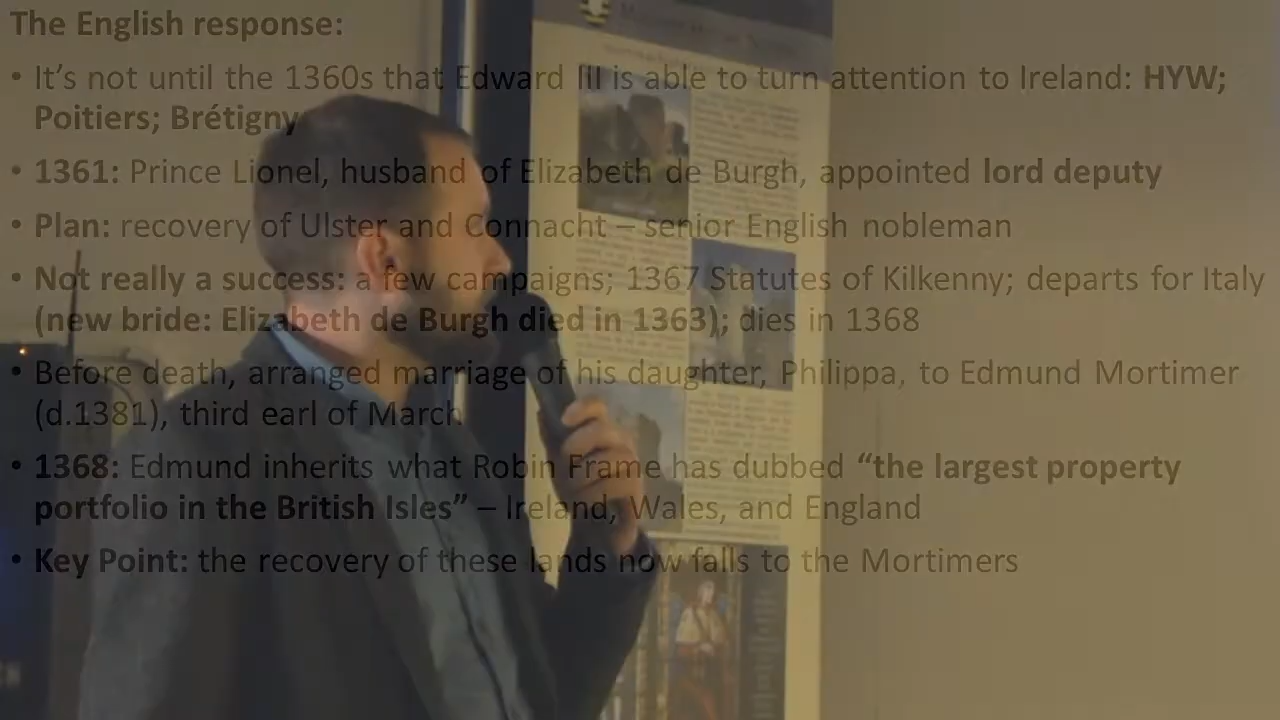 The English response:
• It’s not until the 1360s that Edward III is able to turn attention to Ireland: HYW;
Poitiers; Brétigny
• 1361: Prince Lionel, husband of Elizabeth de Burgh, appointed lord deputy
• Plan: recovery of Ulster and Connacht – senior English nobleman
• Not really a success: a few campaigns; 1367 Statutes of Kilkenny; departs for Italy
(new bride: Elizabeth de Burgh died in 1363); dies in 1368
• Before death, arranged marriage of his daughter, Philippa, to Edmund Mortimer
(d.1381), third earl of March
• 1368: Edmund inherits what Robin Frame has dubbed “the largest property
portfolio in the British Isles” – Ireland, Wales, and England
• Key Point: the recovery of these lands now falls to the Mortimers